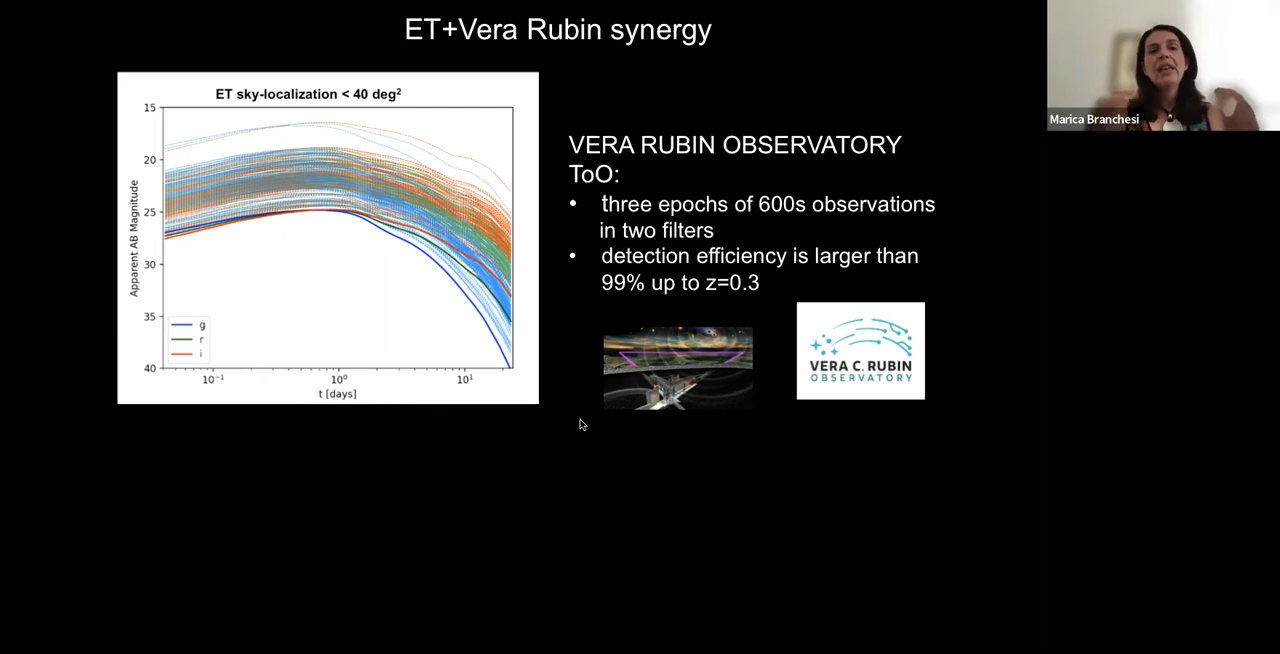 ET+Vera Rubin synergy
Marica Branchesi
ET sky-localization < 40 deg²
15
20
25
30
35
40
Apparent AB Magnitude
g
r
i
10⁻¹
10⁰
10¹
t [days]
VERA RUBIN OBSERVATORY
ToO:
• three epochs of 600s observations
in two filters
• detection efficiency is larger than
99% up to z=0.3
VERA C. RUBIN
OBSERVATORY